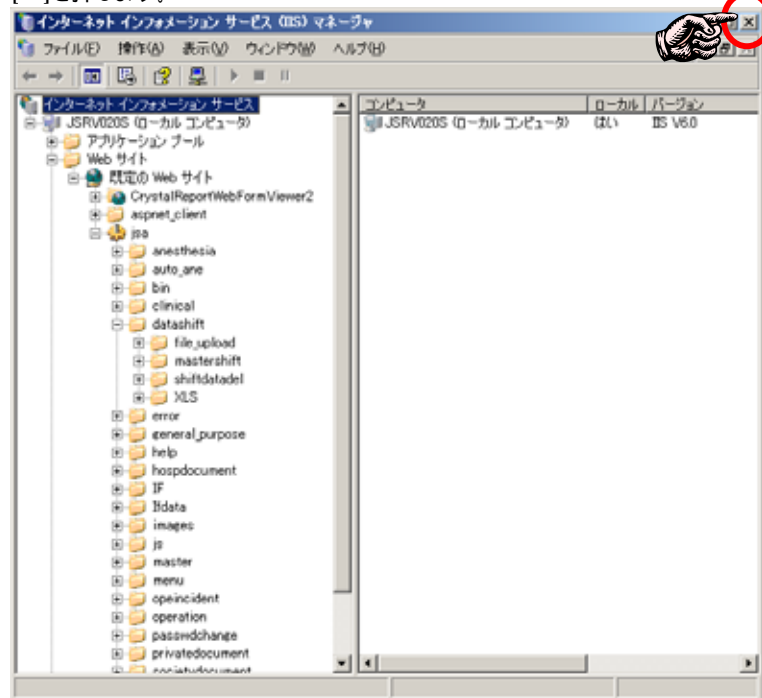 インターネット インフォメーション サービス (IIS) マネージャ
ファイル(F) 操作(A) 表示(V) ウィンドウ(W) ヘルプ(H)
インターネット インフォメーション サービス
JSRV020S (ローカル コンピュータ)
アプリケーション プール
Web サイト
既定の Web サイト
CrystalReportWebFormViewer2
aspnet_client
jsa
anesthesia
auto_ane
bin
clinical
datashift
file_upload
mastershift
shiftdatadel
XLS
error
general_purpose
help
hospdocument
IF
Ifdata
images
js
master
menu
opeincident
operation
passwdchange
privatedocument
societydocument
コンピュータ ローカル バージョン
JSRV020S (ローカル コンピュータ) はい IIS V6.0